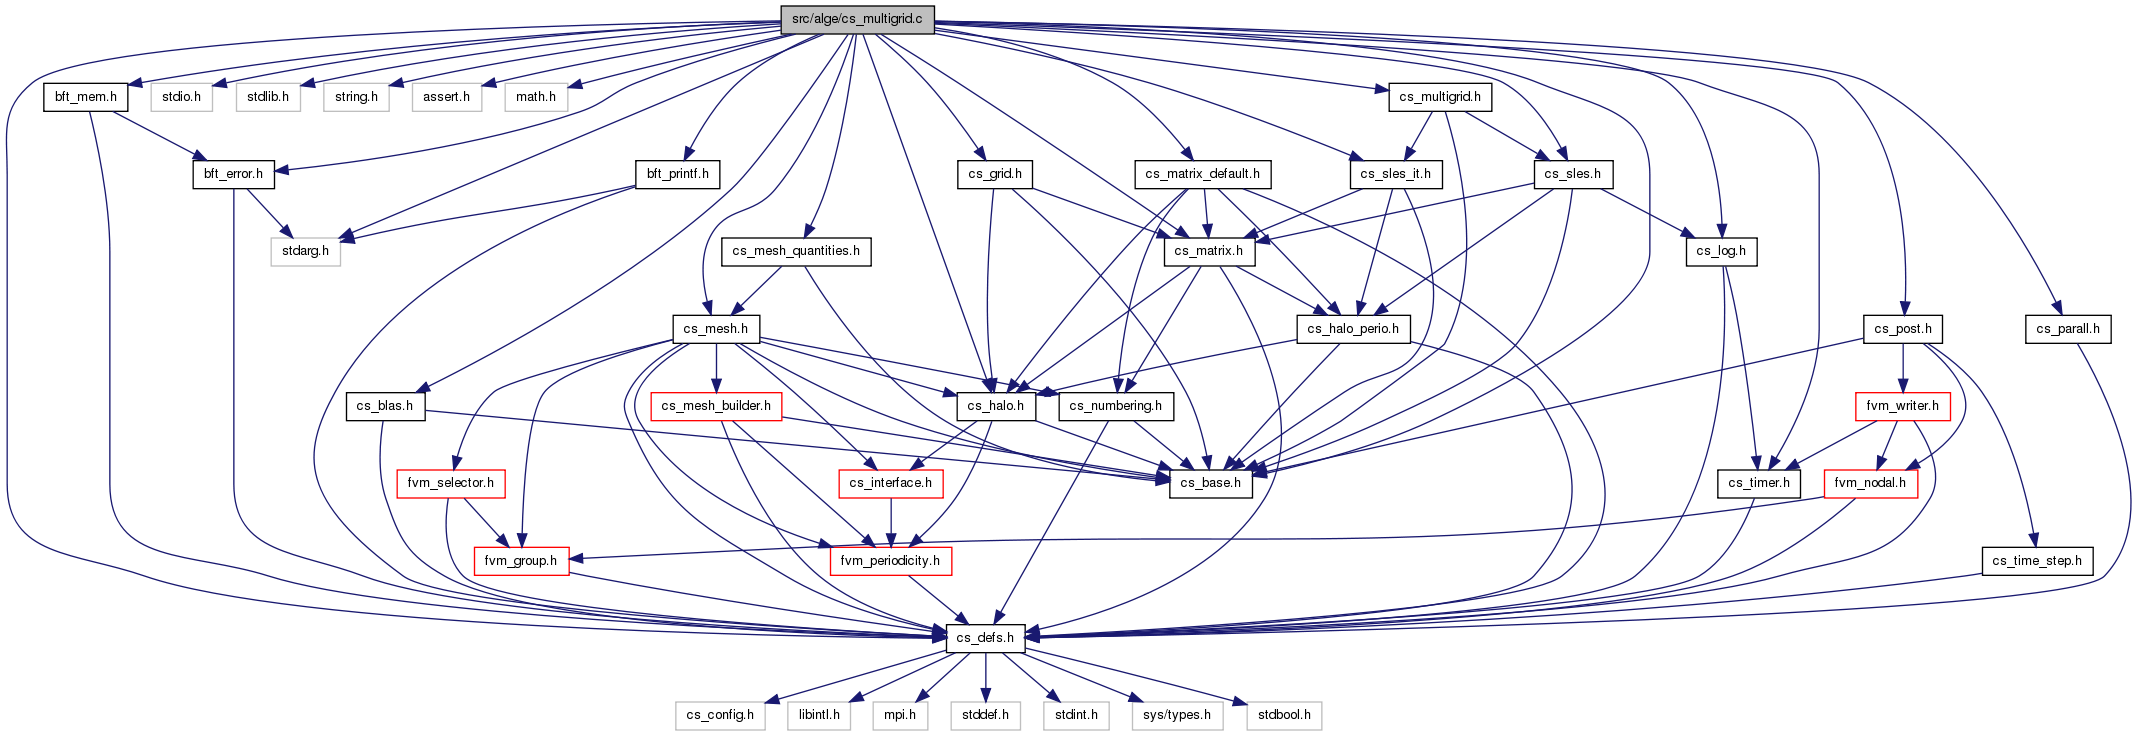 src/alge/cs_multigrid.c
bft_mem.h
stdio.h
stdlib.h
string.h
assert.h
math.h
cs_multigrid.h
bft_error.h
bft_printf.h
cs_grid.h
cs_matrix_default.h
cs_sles_it.h
cs_sles.h
stdarg.h
cs_mesh_quantities.h
cs_matrix.h
cs_log.h
cs_mesh.h
cs_halo_perio.h
cs_post.h
cs_parall.h
cs_blas.h
cs_mesh_builder.h
cs_halo.h
cs_numbering.h
fvm_writer.h
fvm_selector.h
cs_interface.h
cs_base.h
cs_timer.h
fvm_nodal.h
fvm_group.h
fvm_periodicity.h
cs_time_step.h
cs_defs.h
cs_config.h
libintl.h
mpi.h
stddef.h
stdint.h
sys/types.h
stdbool.h